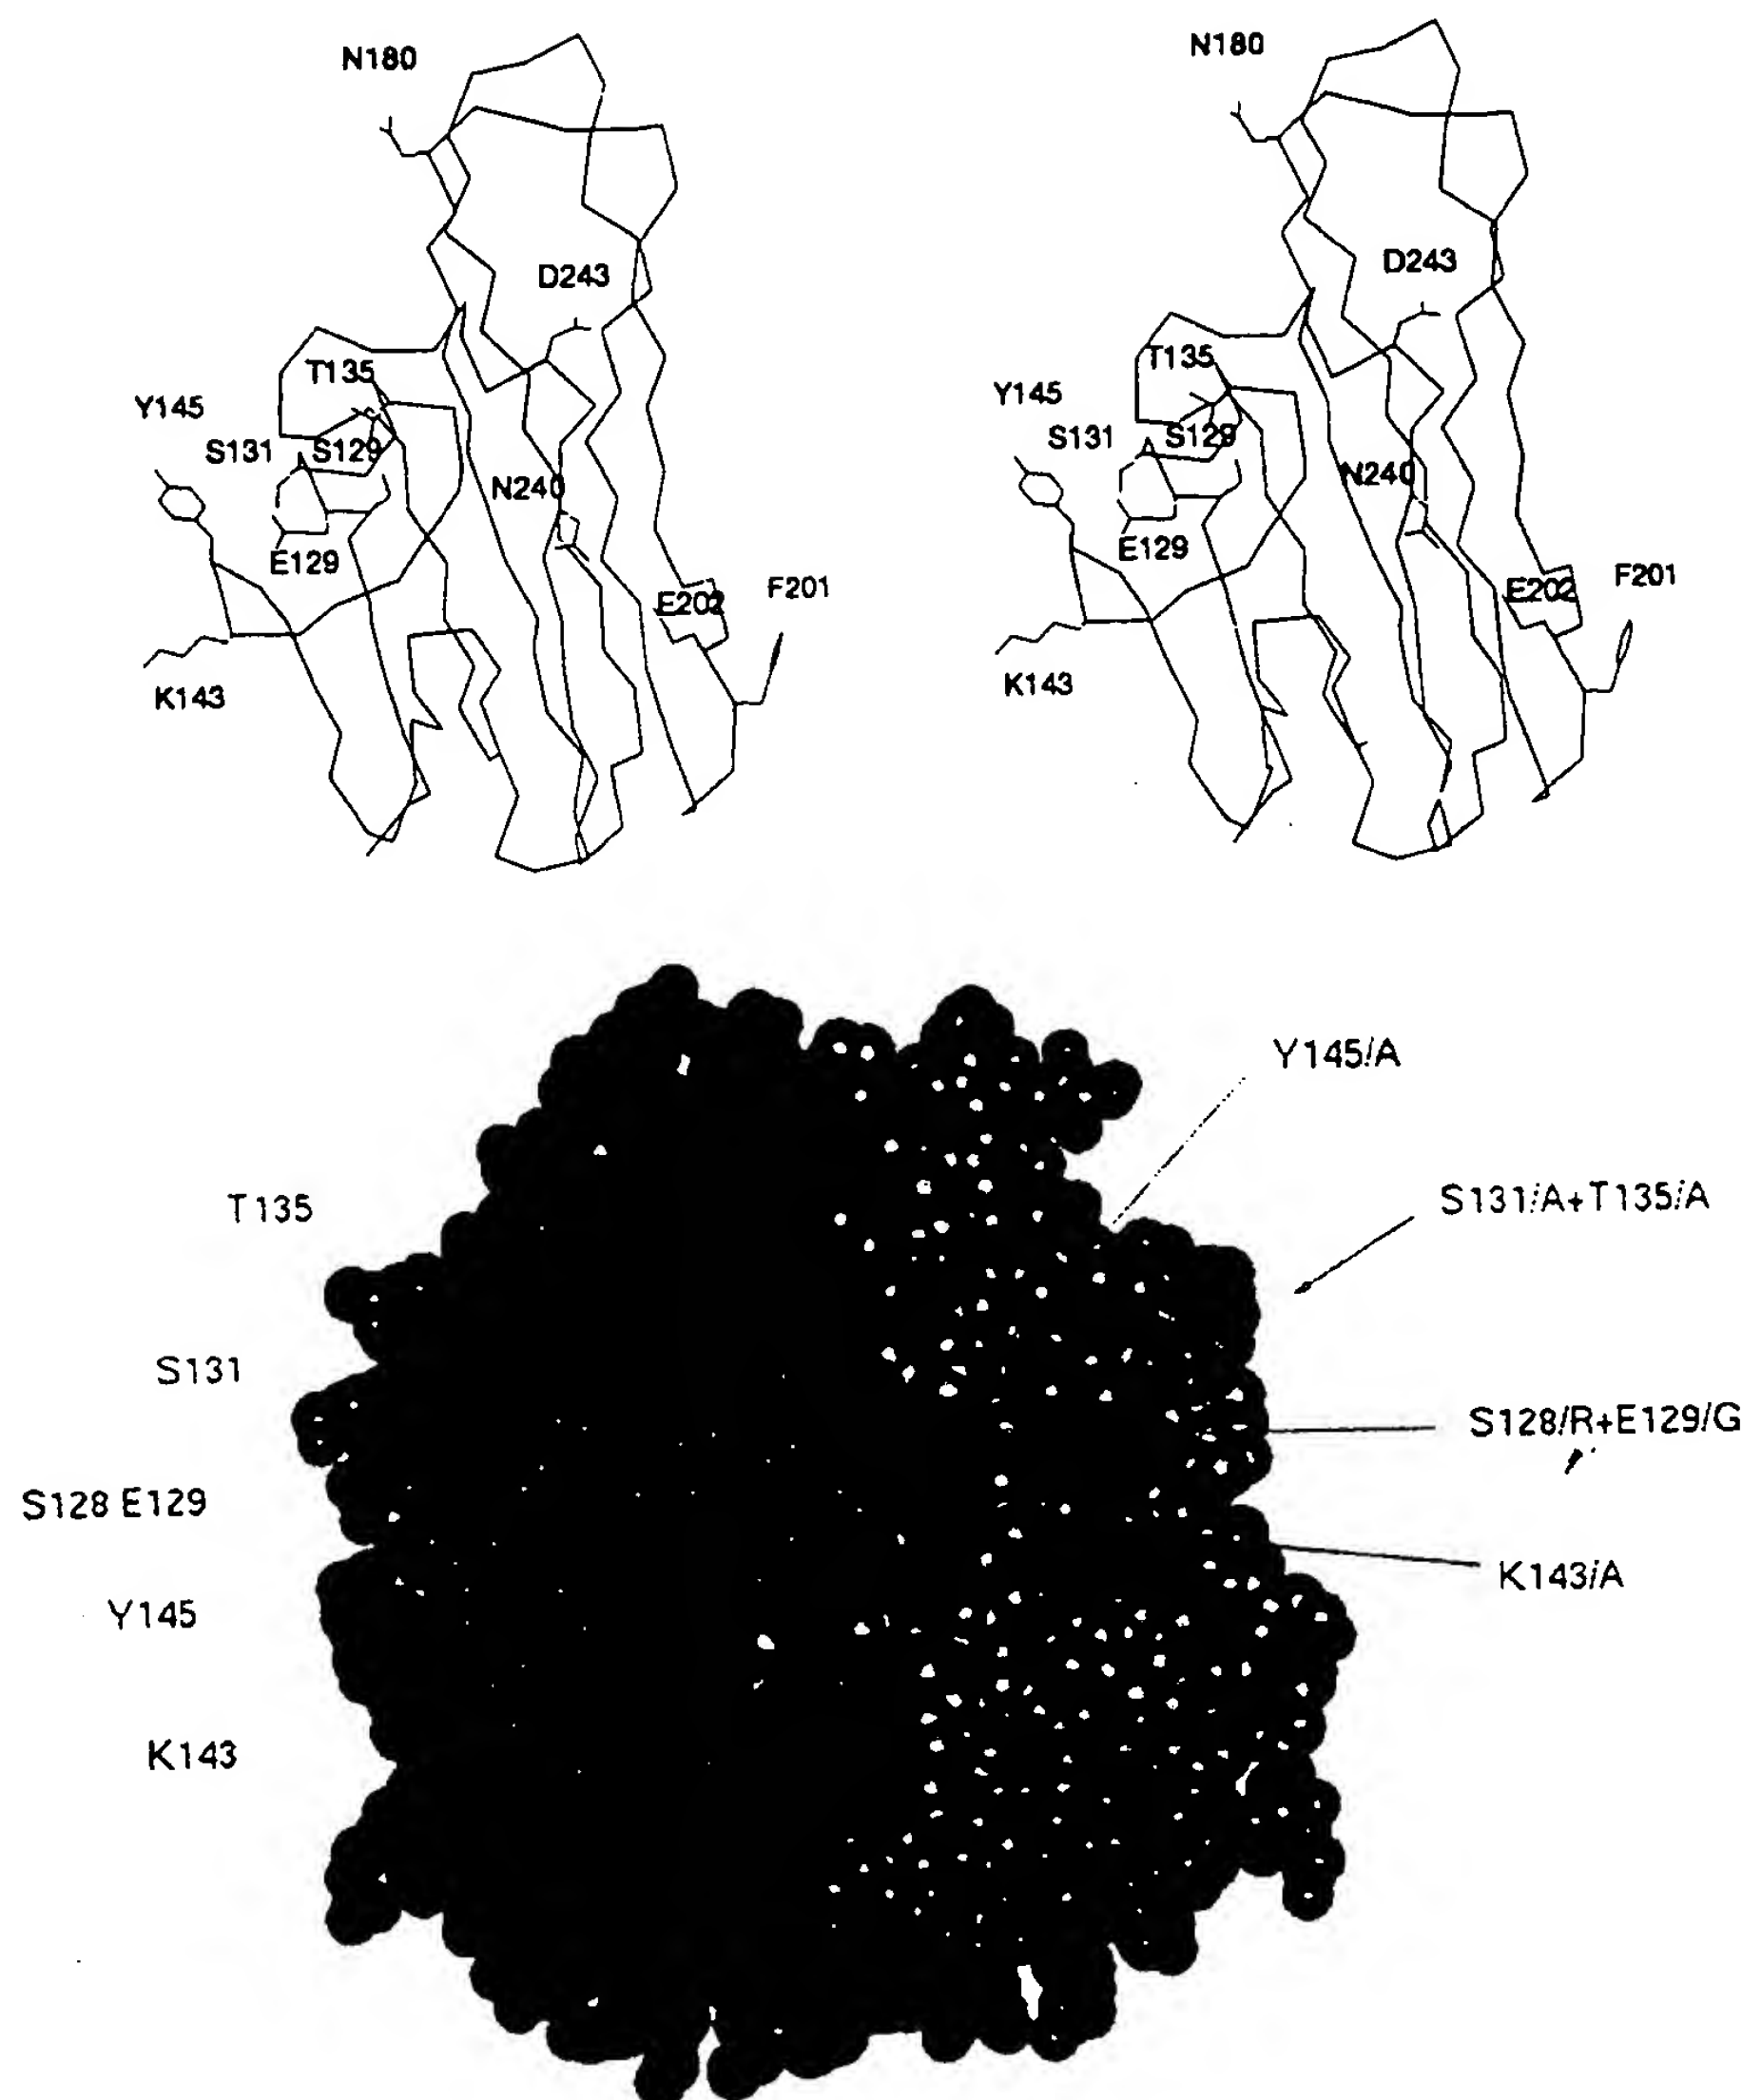 N180
N180
D243
D243
T135
T135
Y145
Y145
S131 S129
S131 S129
N240
N240
E129
E129
E202 F201
E202 F201
K143
K143
Y145/A
T135
S131/A+T135/A
S131
S128/R+E129/G
S128 E129
K143/A
Y145
K143